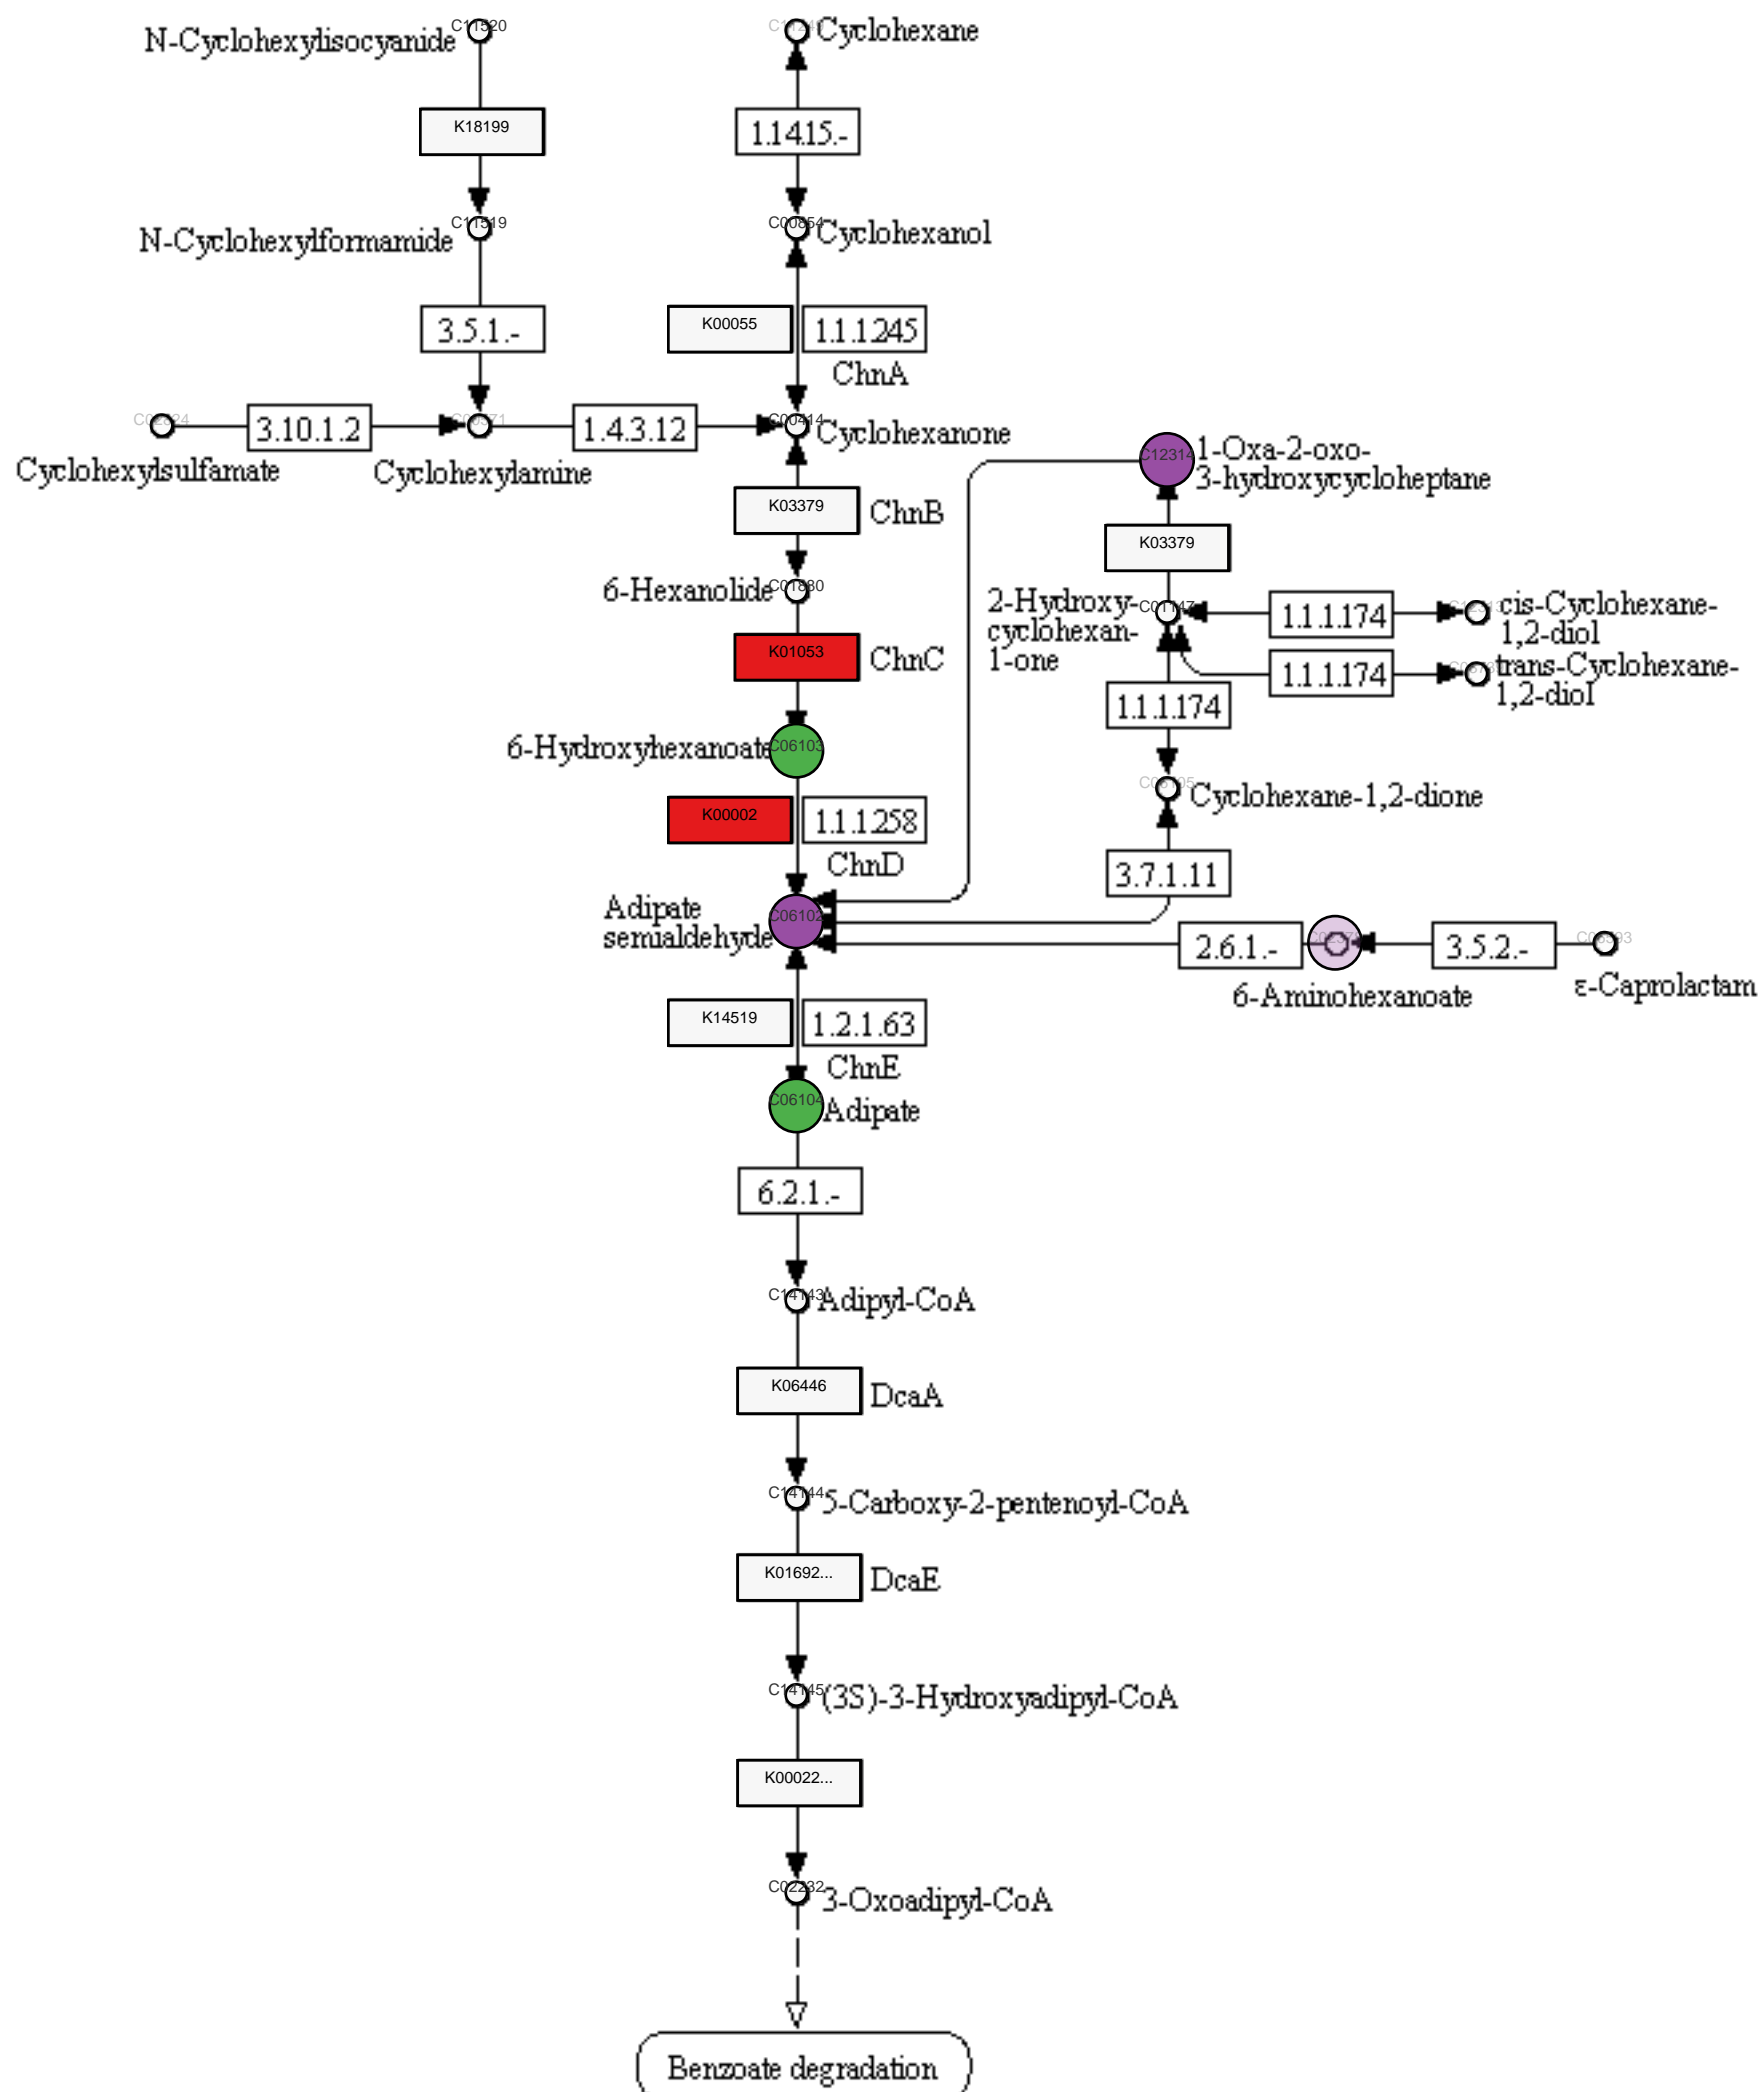 C11520
N-Cyclohexylisocyanide
Cyclohexane
K18199
1.14.15.-
C11519
N-Cyclohexylformamide
C00854
Cyclohexanol
3.5.1.-
K00055
1.1.1.245
ChnA
3.10.1.2
1.4.3.12
C00414
Cyclohexanone
Cyclohexylsulfamate
Cyclohexylamine
C12314
1-Oxa-2-oxo-
3-hydroxycycloheptane
K03379
ChnB
K03379
6-Hexanolide
C01880
2-Hydroxy-
cyclohexan-
1-one
C01147
1.1.1.174
cis-Cyclohexane-
1,2-diol
K01053
ChnC
1.1.1.174
trans-Cyclohexane-
1,2-diol
1.1.1.174
6-Hydroxyhexanoate
C06103
Cyclohexane-1,2-dione
K00002
1.1.1.258
ChnD
3.7.1.11
Adipate
semialdehyde
C06102
2.6.1.-
3.5.2.-
6-Aminohexanoate
ε-Caprolactam
K14519
1.2.1.63
ChnE
C06104
Adipate
6.2.1.-
C14143
Adipyl-CoA
K06446
DcaA
C14144
5-Carboxy-2-pentenoyl-CoA
K01692...
DcaE
C14145
(3S)-3-Hydroxyadipyl-CoA
K00022...
C02232
3-Oxoadipyl-CoA
Benzoate degradation